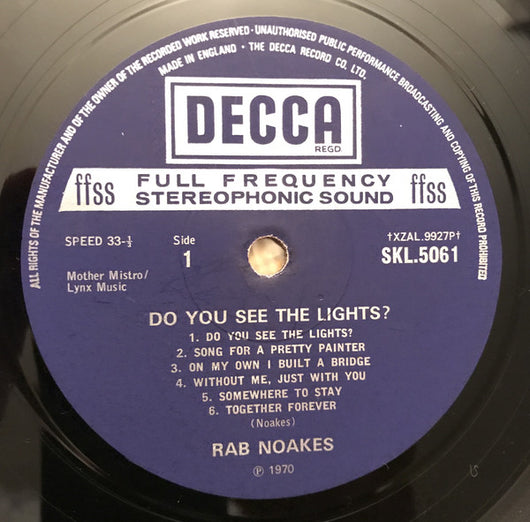 ALL RIGHTS OF THE MANUFACTURER AND OF THE OWNER OF THE RECORDED WORK RESERVED · UNAUTHORISED PUBLIC PERFORMANCE BROADCASTING AND COPYING OF THIS RECORD PROHIBITED
MADE IN ENGLAND · THE DECCA RECORD CO. LTD.
DECCA
REGD
ffss FULL FREQUENCY ffss
STEREOPHONIC SOUND
SPEED 33-⅓ Side †XZAL.9927P†
1 SKL.5061
Mother Mistro/
Lynx Music
DO YOU SEE THE LIGHTS?
1. DO YOU SEE THE LIGHTS?
2. SONG FOR A PRETTY PAINTER
3. ON MY OWN I BUILT A BRIDGE
4. WITHOUT ME, JUST WITH YOU
5. SOMEWHERE TO STAY
6. TOGETHER FOREVER
(Noakes)
RAB NOAKES
℗ 1970